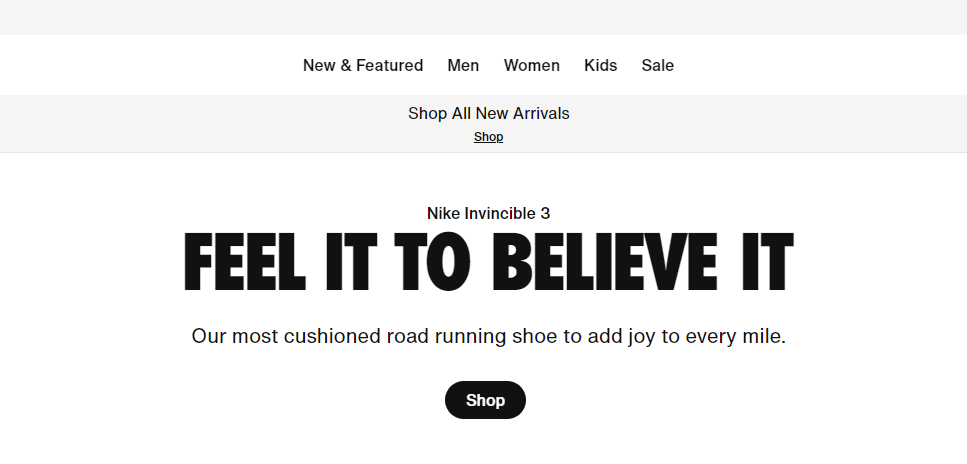 New & Featured Men Women Kids Sale
Shop All New Arrivals
Shop
Nike Invincible 3
FEEL IT TO BELIEVE IT
Our most cushioned road running shoe to add joy to every mile.
Shop